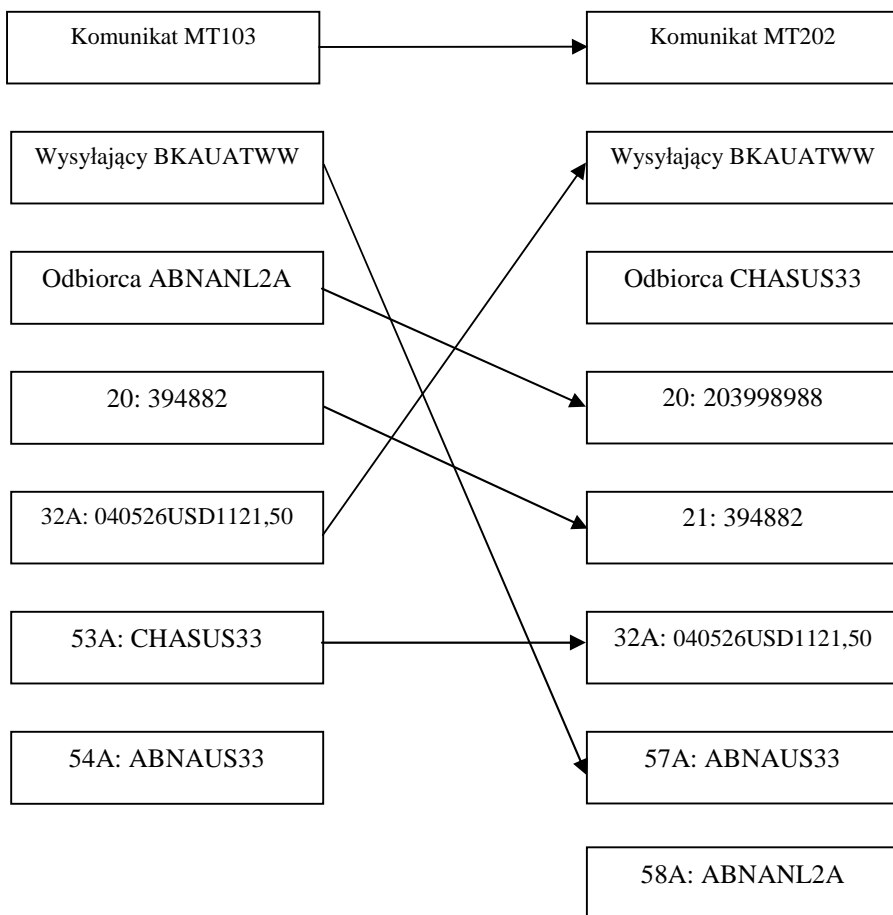 Komunikat MT103
Komunikat MT202
Wysyłający BKAUATWW
Wysyłający BKAUATWW
Odbiorca ABNANL2A
Odbiorca CHASUS33
20: 394882
20: 203998988
32A: 040526USD1121,50
21: 394882
53A: CHASUS33
32A: 040526USD1121,50
54A: ABNAUS33
57A: ABNAUS33
58A: ABNANL2A